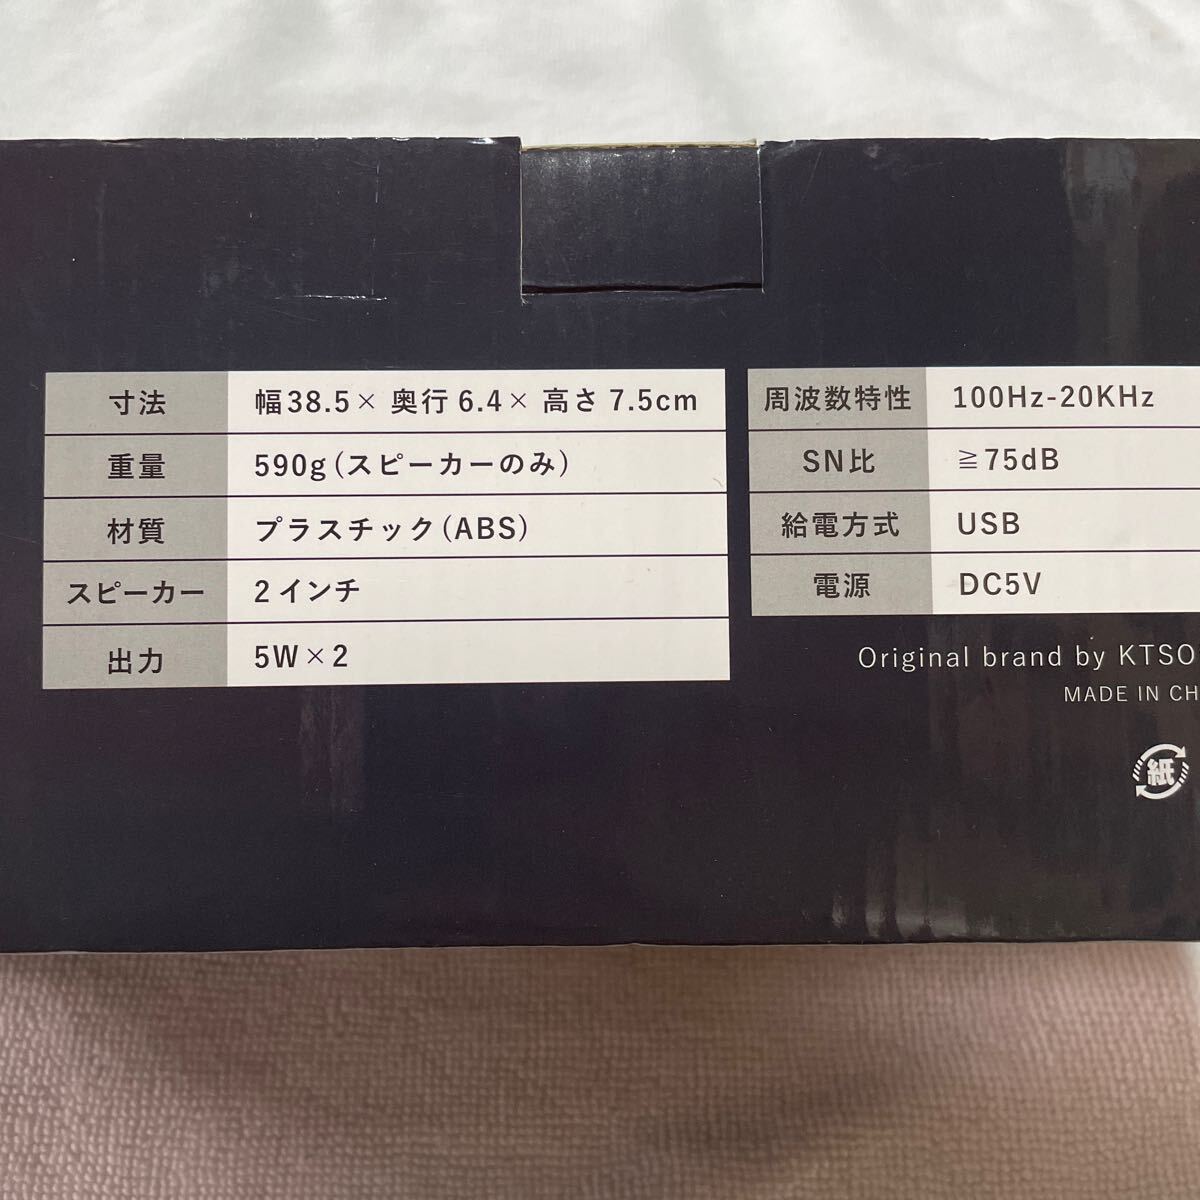 寸法 幅38.5× 奥行 6.4× 高さ 7.5cm
重量 590g(スピーカーのみ)
材質 プラスチック(ABS)
スピーカー 2 インチ
出力 5W×2
周波数特性 100Hz-20KHz
SN比 ≧75dB
給電方式 USB
電源 DC5V
Original brand by
MADE IN
紙